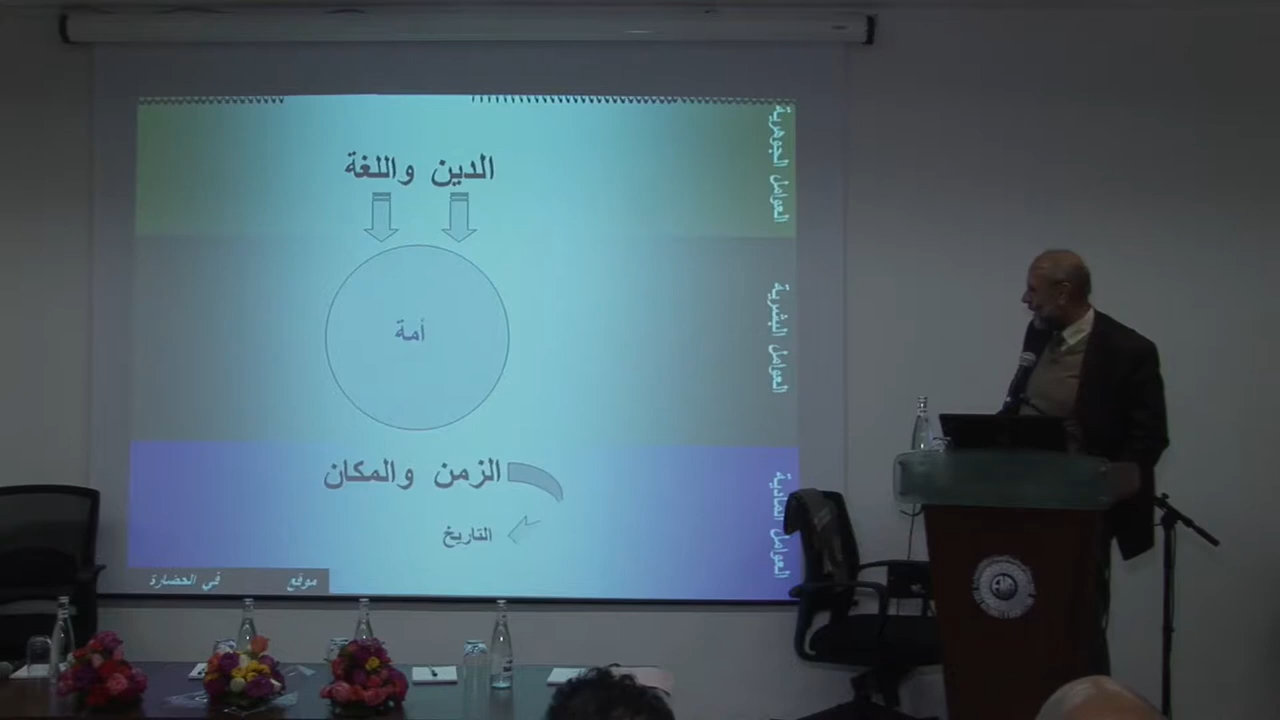 العوامل الجوهرية
الدين واللغة
العوامل البشرية
أمة
العوامل المادية
الزمن والمكان
التاريخ
موقع في الحضارة